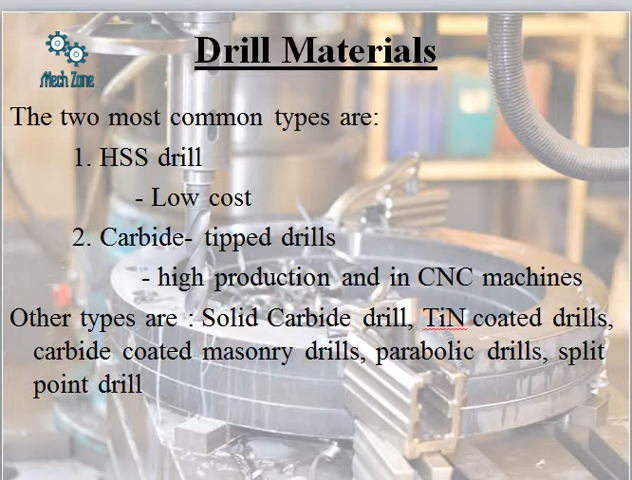 Drill Materials
Mech Zone
The two most common types are:
1. HSS drill
- Low cost
2. Carbide- tipped drills
- high production and in CNC machines
Other types are : Solid Carbide drill, TiN coated drills,
carbide coated masonry drills, parabolic drills, split
point drill